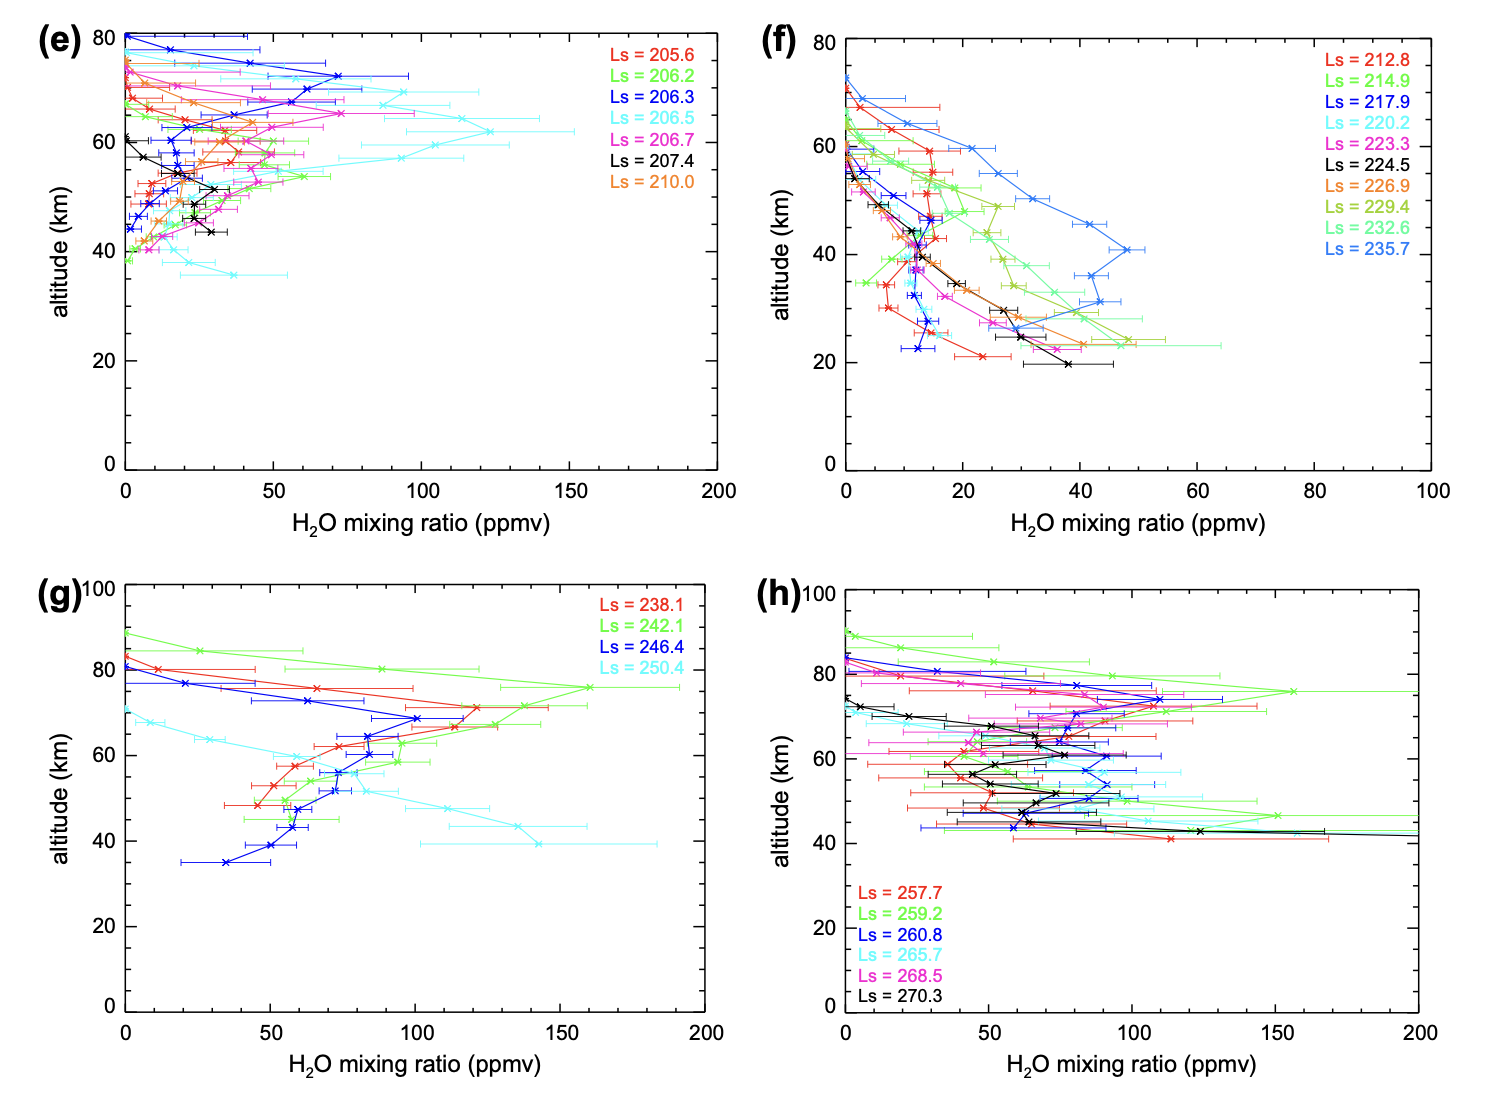 (e)
80
60
40
20
0
altitude (km)
0 50 100 150 200
H₂O mixing ratio (ppmv)
Ls = 205.6
Ls = 206.2
Ls = 206.3
Ls = 206.5
Ls = 206.7
Ls = 207.4
Ls = 210.0
(f)
80
60
40
20
0
altitude (km)
0 20 40 60 80 100
H₂O mixing ratio (ppmv)
Ls = 212.8
Ls = 214.9
Ls = 217.9
Ls = 220.2
Ls = 223.3
Ls = 224.5
Ls = 226.9
Ls = 229.4
Ls = 232.6
Ls = 235.7
(g)
100
80
60
40
20
0
altitude (km)
0 50 100 150 200
H₂O mixing ratio (ppmv)
Ls = 238.1
Ls = 242.1
Ls = 246.4
Ls = 250.4
(h)
100
80
60
40
20
0
altitude (km)
0 50 100 150 200
H₂O mixing ratio (ppmv)
Ls = 257.7
Ls = 259.2
Ls = 260.8
Ls = 265.7
Ls = 268.5
Ls = 270.3